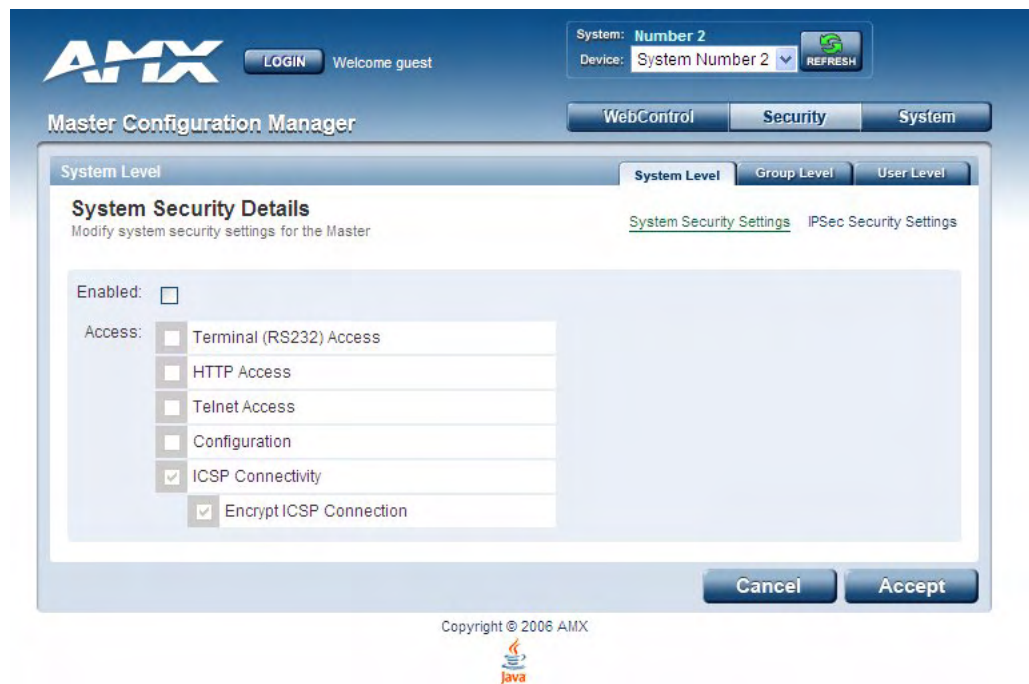 AMX
LOGIN Welcome guest
System: Number 2
Device: System Number 2
REFRESH
Master Configuration Manager
WebControl Security System
System Level
System Level Group Level User Level
System Security Details
Modify system security settings for the Master
System Security Settings IPSec Security Settings
Enabled:
Access:
Terminal (RS232) Access
HTTP Access
Telnet Access
Configuration
ICSP Connectivity
Encrypt ICSP Connection
Cancel Accept
Copyright © 2006 AMX
Java